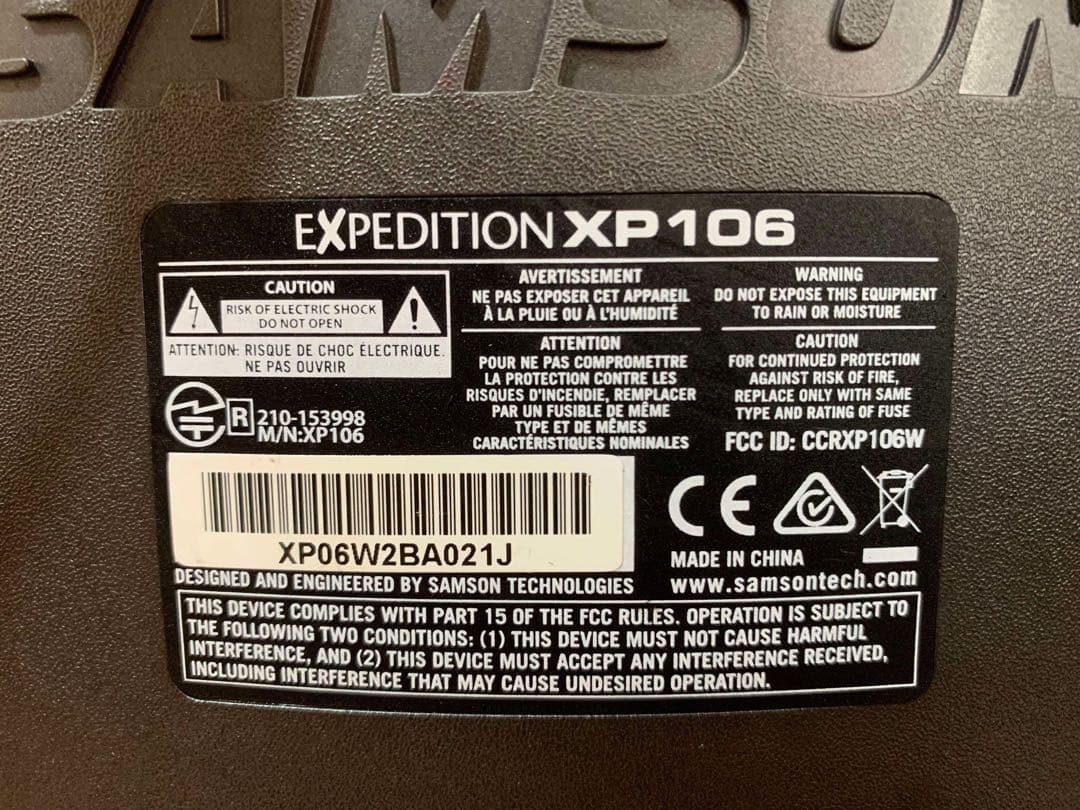 SAMSON
EXPEDITION XP106
CAUTION
RISK OF ELECTRIC SHOCK
DO NOT OPEN
ATTENTION: RISQUE DE CHOC ÉLECTRIQUE.
NE PAS OUVRIR
R 210-153998
M/N:XP106
AVERTISSEMENT
NE PAS EXPOSER CET APPAREIL
À LA PLUIE OU À L'HUMIDITÉ
ATTENTION
POUR NE PAS COMPROMETTRE
LA PROTECTION CONTRE LES
RISQUES D'INCENDIE, REMPLACER
PAR UN FUSIBLE DE MÊME
TYPE ET DE MÊMES
CARACTÉRISTIQUES NOMINALES
WARNING
DO NOT EXPOSE THIS EQUIPMENT
TO RAIN OR MOISTURE
CAUTION
FOR CONTINUED PROTECTION
AGAINST RISK OF FIRE,
REPLACE ONLY WITH SAME
TYPE AND RATING OF FUSE
FCC ID: CCRXP106W
XP06W2BA021J
CE
MADE IN CHINA
DESIGNED AND ENGINEERED BY SAMSON TECHNOLOGIES
www.samsontech.com
THIS DEVICE COMPLIES WITH PART 15 OF THE FCC RULES. OPERATION IS SUBJECT TO
THE FOLLOWING TWO CONDITIONS: (1) THIS DEVICE MUST NOT CAUSE HARMFUL
INTERFERENCE, AND (2) THIS DEVICE MUST ACCEPT ANY INTERFERENCE RECEIVED,
INCLUDING INTERFERENCE THAT MAY CAUSE UNDESIRED OPERATION.